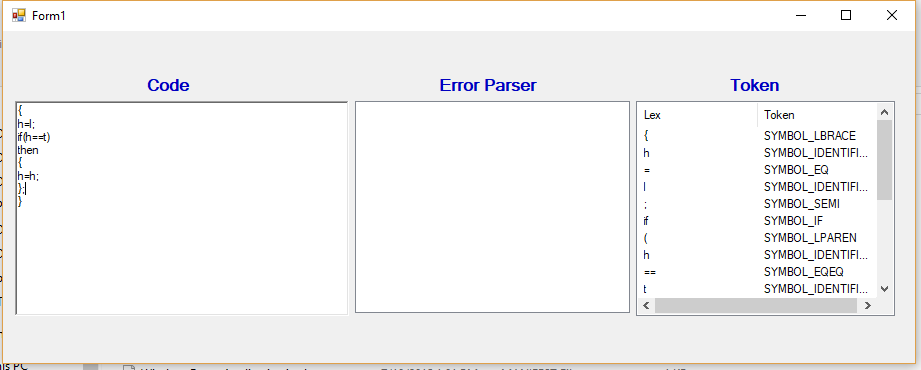 Form1
Code
Error Parser
Token
{
h=l;
if(h==t)
then
{
h=h;
};
}
Lex Token
{ SYMBOL_LBRACE
h SYMBOL_IDENTIFI...
= SYMBOL_EQ
l SYMBOL_IDENTIFI...
; SYMBOL_SEMI
if SYMBOL_IF
( SYMBOL_LPAREN
h SYMBOL_IDENTIFI...
== SYMBOL_EQEQ
t SYMBOL_IDENTIFI...
his PC